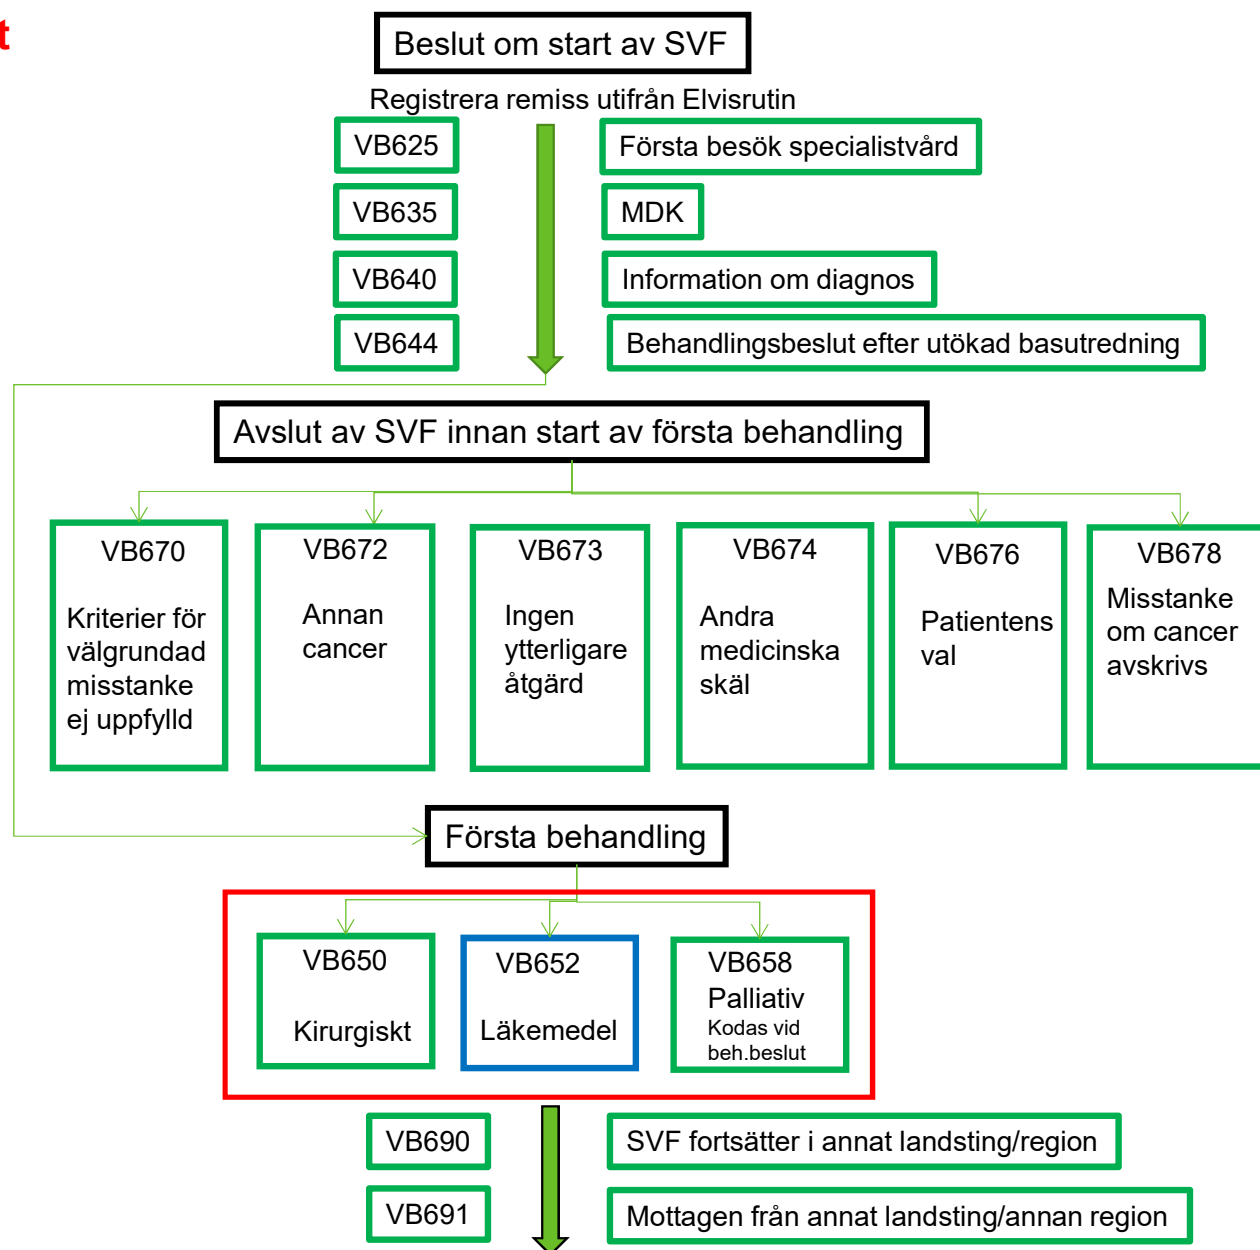 t
Beslut om start av SVF
Registrera remiss utifrån Elvisrutin
VB625
Första besök specialistvård
VB635
MDK
VB640
Information om diagnos
VB644
Behandlingsbeslut efter utökad basutredning
Avslut av SVF innan start av första behandling
VB670
Kriterier för
välgrundad
misstanke
ej uppfylld
VB672
Annan
cancer
VB673
Ingen
ytterligare
åtgärd
VB674
Andra
medicinska
skäl
VB676
Patientens
val
VB678
Misstanke
om cancer
avskrivs
Första behandling
VB650
Kirurgiskt
VB652
Läkemedel
VB658
Palliativ
Kodas vid
beh.beslut
VB690
SVF fortsätter i annat landsting/region
VB691
Mottagen från annat landsting/annan region